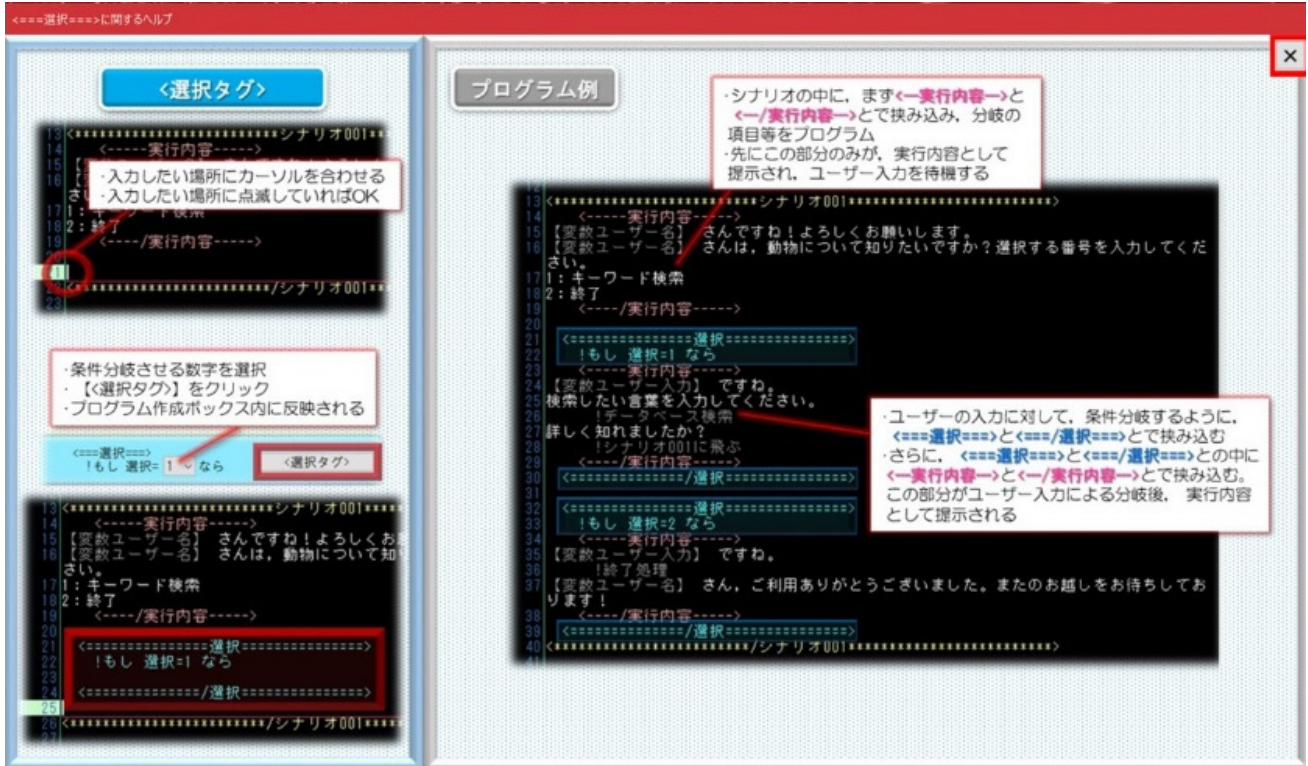 <===選択===>に関するヘルプ
<選択タグ>
13 <***************************シナリオ001***
14 <-----実行内容----->
15 【
・入力したい場所にカーソルを合わせる
・入力したい場所に点滅していればOK
16 【
さ
17 1：キーワード検索
18 2：終了
19 <----/実行内容----->
20
22 <**************************/シナリオ001***
23
・条件分岐させる数字を選択
・【<選択タグ>】をクリック
・プログラム作成ボックス内に反映される
<===選択===>
!もし 選択= 1 なら
<選択タグ>
13 <**************************シナリオ001****
14 <-----実行内容----->
15 【変数ユーザー名】 さんですね！よろしくお
16 【変数ユーザー名】 さんは，動物について知
さい。
17 1：キーワード検索
18 2：終了
19 <----/実行内容----->
20
21 <===============選択===============>
22 !もし 選択=1 なら
23
24 <==============/選択===============>
25
26 <*************************/シナリオ001*****
27
プログラム例
×
・シナリオの中に，まず<―実行内容―>と
<―/実行内容―>とで挟み込み，分岐の
項目等をプログラム
・先にこの部分のみが，実行内容として
提示され，ユーザー入力を待機する
12
13 <**************************シナリオ001**************************>
14 <-----実行内容----->
15 【変数ユーザー名】 さんですね！よろしくお願いします。
16 【変数ユーザー名】 さんは，動物について知りたいですか？選択する番号を入力してくだ
さい。
17 1：キーワード検索
18 2：終了
19 <----/実行内容----->
20
21 <===============選択===============>
22 !もし 選択=1 なら
23 <-----実行内容----->
24 【変数ユーザー入力】 ですね。
25 検索したい言葉を入力してください。
26 !データベース検索
27 詳しく知れましたか？
28 !シナリオ001に飛ぶ
29 <----/実行内容----->
30 <==============/選択===============>
31
32 <===============選択===============>
33 !もし 選択=2 なら
34 <-----実行内容----->
35 【変数ユーザー入力】 ですね。
36 !終了処理
37 【変数ユーザー名】 さん，ご利用ありがとうございました。またのお越しをお待ちしてお
ります！
38 <----/実行内容----->
39 <==============/選択===============>
40 <*************************/シナリオ001**************************>
41
・ユーザーの入力に対して，条件分岐するように，
<===選択===>と<===/選択===>とで挟み込む
・さらに，<===選択===>と<===/選択===>との中に
<―実行内容―>と<―/実行内容―>とで挟み込む。
この部分がユーザー入力による分岐後，実行内容
として提示される